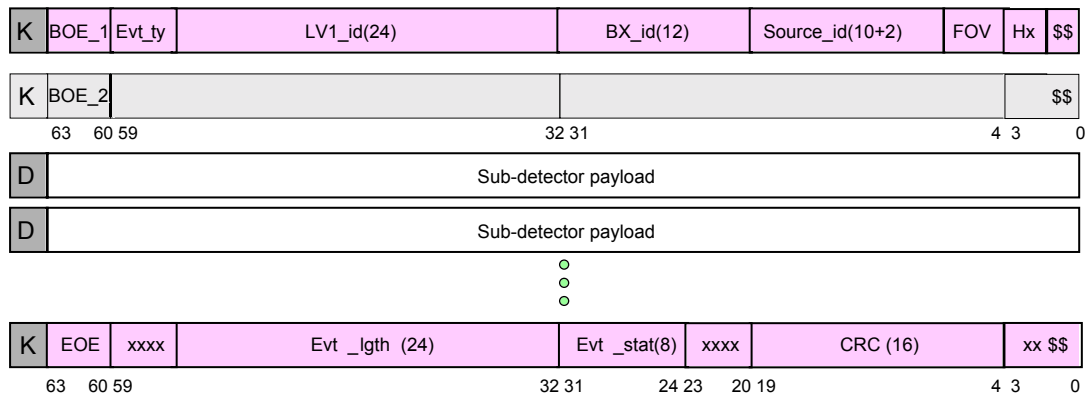 K BOE_1 Evt_ty LV1_id(24) BX_id(12) Source_id(10+2) FOV Hx $$
K BOE_2 $$
63 60 59 32 31 4 3 0
D Sub-detector payload
D Sub-detector payload
K EOE xxxx Evt _lgth (24) Evt _stat(8) xxxx CRC (16) xx $$
63 60 59 32 31 24 23 20 19 4 3 0